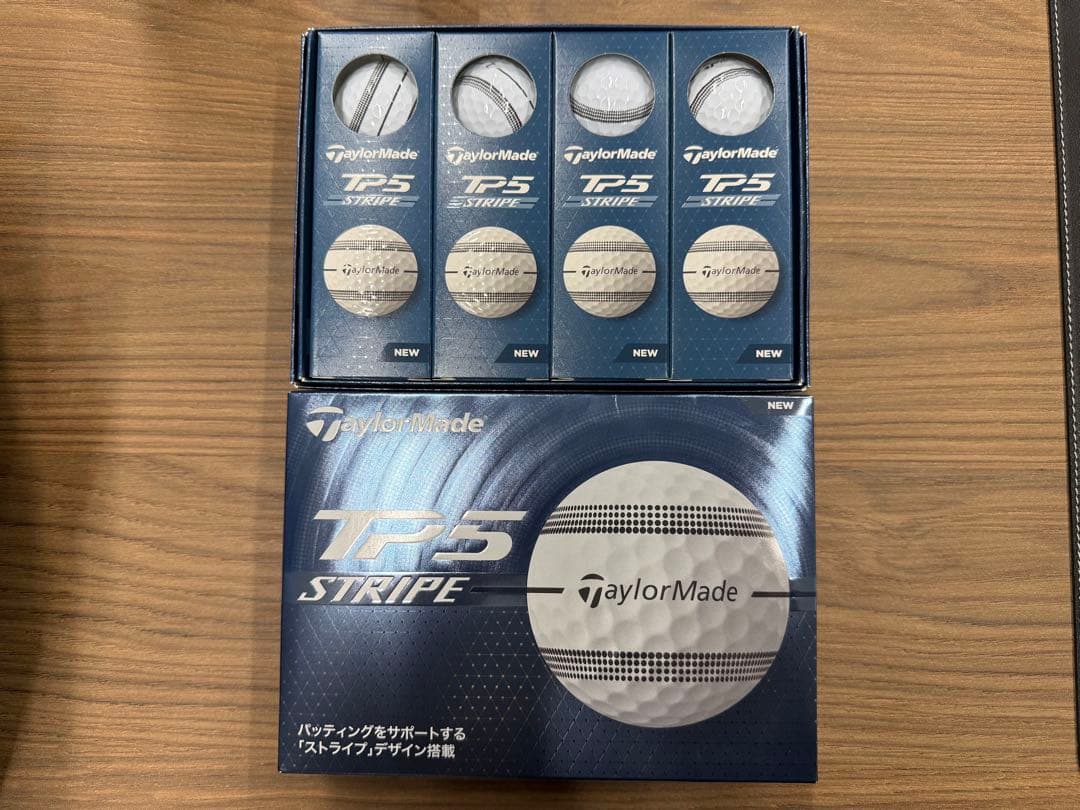 TaylorMade TaylorMade TaylorMade TaylorMade
TP5 TP5 TP5 TP5
STRIPE STRIPE STRIPE STRIPE
TaylorMade TaylorMade TaylorMade TaylorMade
NEW NEW NEW NEW
NEW
TaylorMade
TP5
STRIPE
TaylorMade
パッティングをサポートする
「ストライプ」デザイン搭載